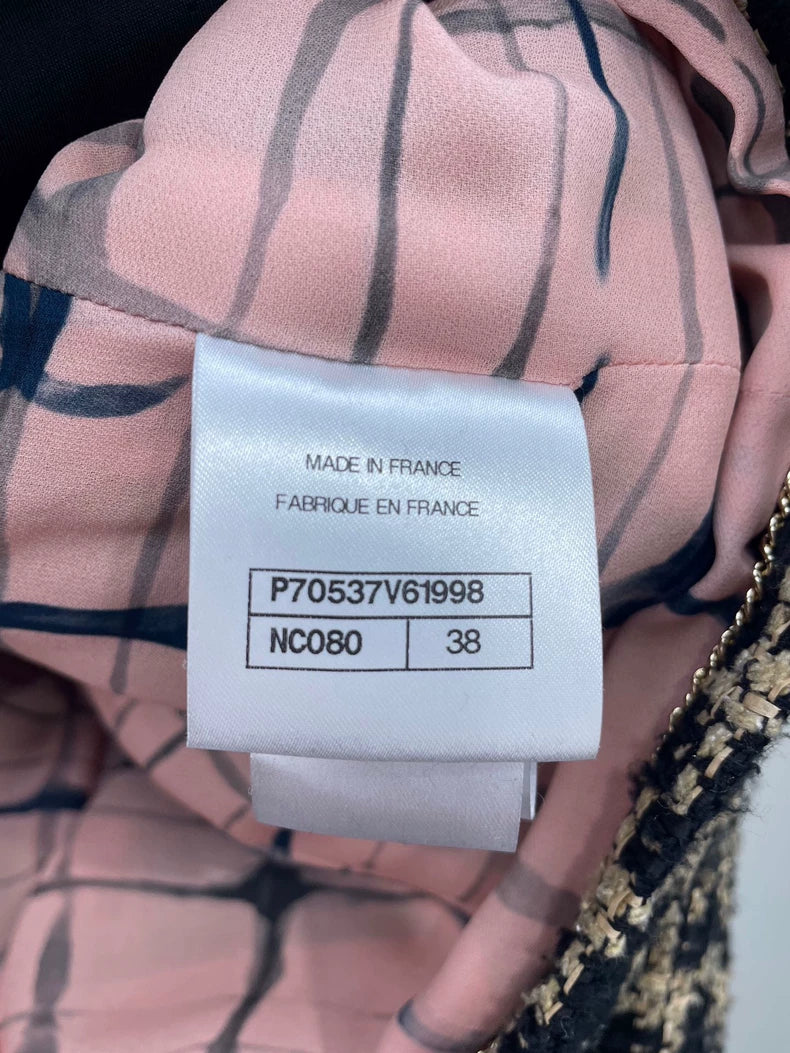 MADE IN FRANCE
FABRIQUE EN FRANCE
P70537V61998
NC080 38